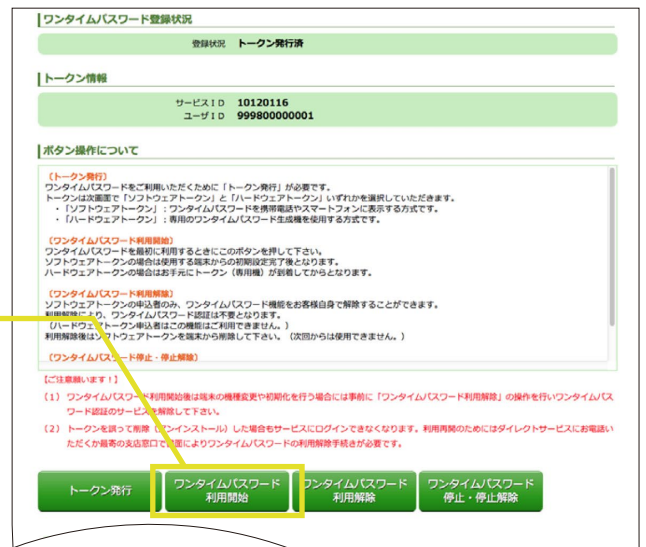 ワンタイムパスワード登録状況
登録状況 トークン発行済
トークン情報
サービスID 10120116
ユーザID 999800000001
ボタン操作について
(トークン発行)
ワンタイムパスワードをご利用いただくために「トークン発行」が必要です。
トークンは次画面で「ソフトウェアトークン」と「ハードウェアトークン」いずれかを選択していただきます。
・「ソフトウェアトークン」:ワンタイムパスワードを携帯電話やスマートフォンに表示する方式です。
・「ハードウェアトークン」:専用のワンタイムパスワード生成機を使用する方式です。
(ワンタイムパスワード利用開始)
ワンタイムパスワードを最初に利用するときにこのボタンを押して下さい。
ソフトウェアトークンの場合は使用する端末からの初期設定完了後となります。
ハードウェアトークンの場合はお手元にトークン(専用機)が到着してからとなります。
(ワンタイムパスワード利用解除)
ソフトウェアトークンの申込者のみ、ワンタイムパスワード機能をお客様自身で解除することができます。
利用解除により、ワンタイムパスワード認証は不要となります。
(ハードウェアトークン申込者はこの機能はご利用できません。)
利用解除後はソフトウェアトークンを端末から削除して下さい。(次回からは使用できません。)
(ワンタイムパスワード停止・停止解除)
【ご注意願います!】
(1) ワンタイムパスワード利用開始後は端末の機種変更や初期化を行う場合には事前に「ワンタイムパスワード利用解除」の操作を行いワンタイムパス
ワード認証のサービスを解除して下さい。
(2) トークンを誤って削除(アンインストール)した場合もサービスにログインできなくなります。利用再開のためにはダイレクトサービスにお電話い
ただくか最寄の支店窓口で書面によりワンタイムパスワードの利用解除手続きが必要です。
トークン発行
ワンタイムパスワード
利用開始
ワンタイムパスワード
利用解除
ワンタイムパスワード
停止・停止解除